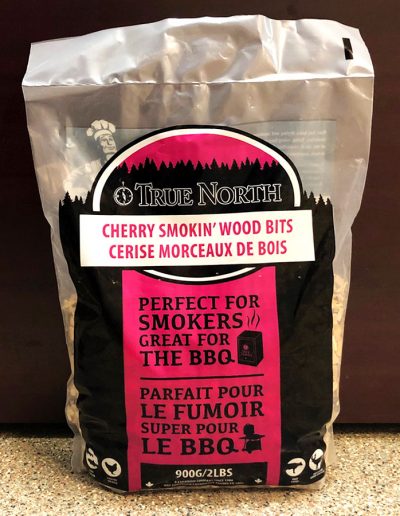 TRUE NORTH
CHERRY SMOKIN' WOOD BITS
CERISE MORCEAUX DE BOIS
PERFECT FOR
SMOKERS
GREAT FOR
THE BBQ
PARFAIT POUR
LE FUMOIR
SUPER POUR
LE BBQ
900G/2LBS